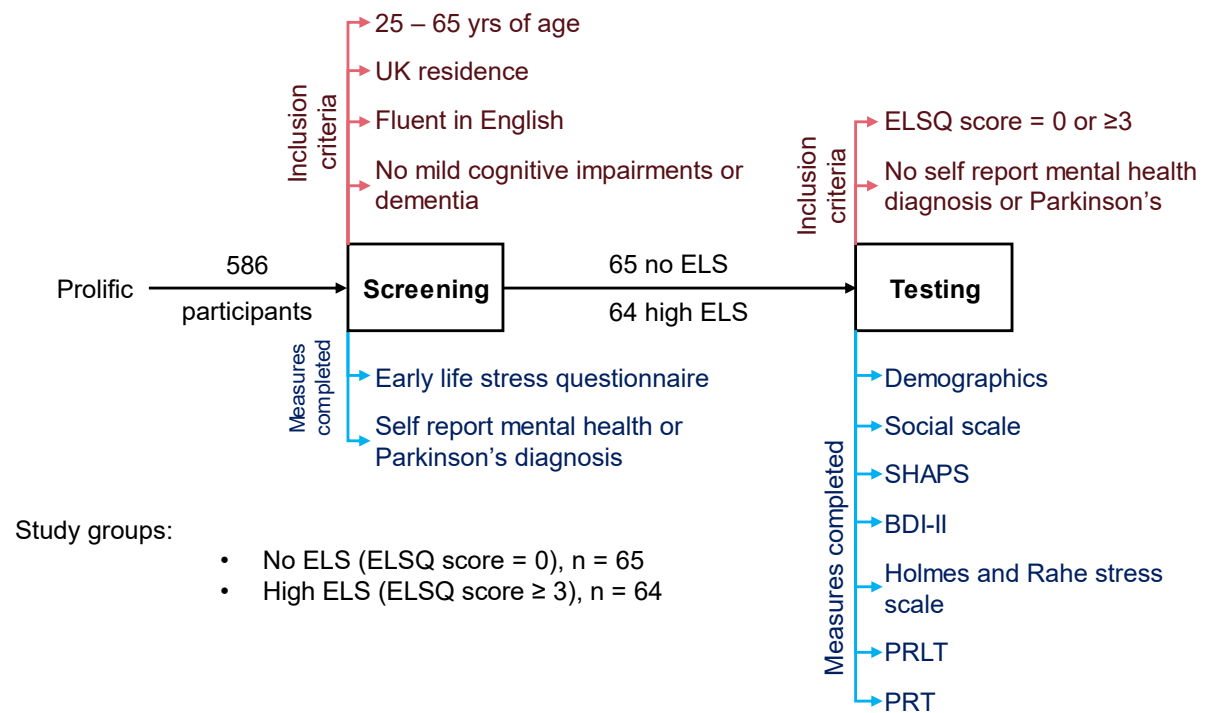 25 – 65 yrs of age
UK residence
Fluent in English
No mild cognitive impairments or
dementia
Inclusion
criteria
ELSQ score = 0 or ≥3
No self report mental health
diagnosis or Parkinson’s
Inclusion
criteria
Prolific
586
participants
Screening
65 no ELS
64 high ELS
Testing
Measures
completed
Early life stress questionnaire
Self report mental health or
Parkinson’s diagnosis
Measures completed
Demographics
Social scale
SHAPS
BDI-II
Holmes and Rahe stress
scale
PRLT
PRT
Study groups:
• No ELS (ELSQ score = 0), n = 65
• High ELS (ELSQ score ≥ 3), n = 64